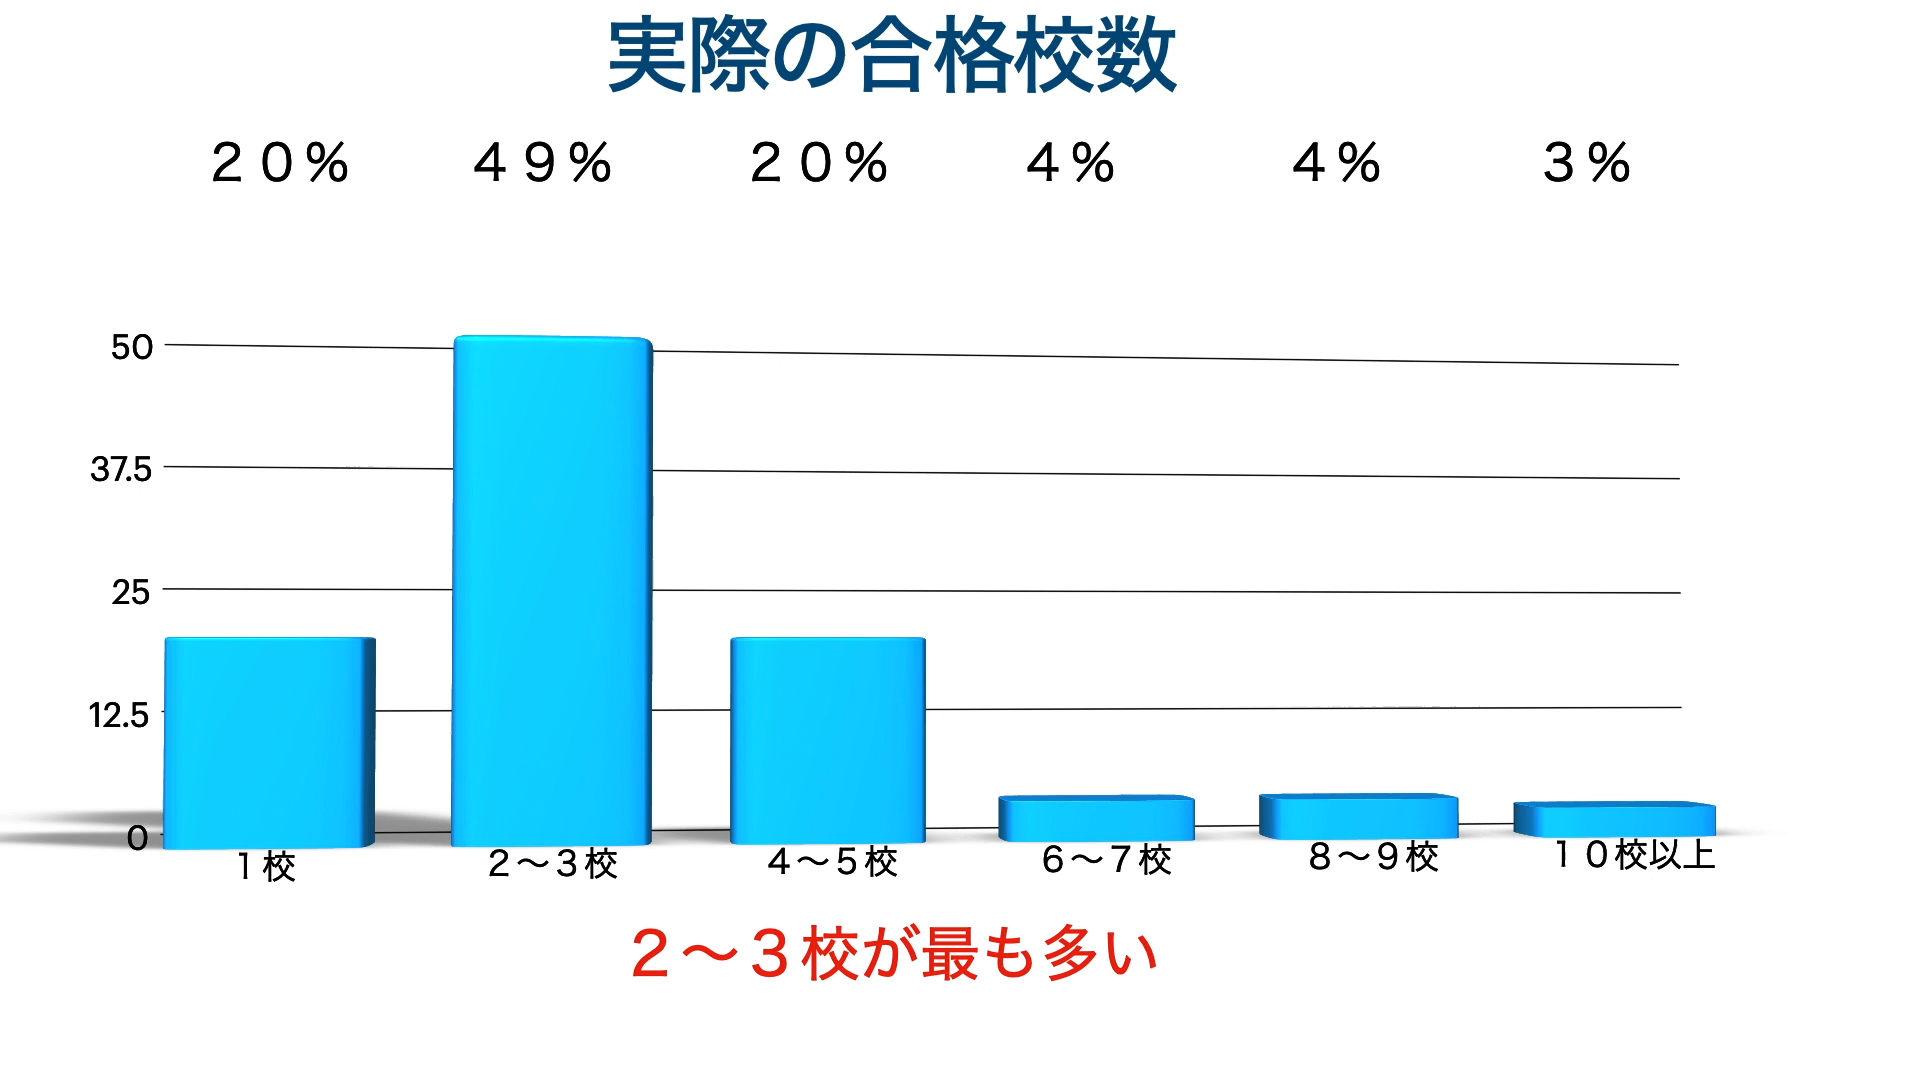 実際の合格校数
２０％ ４９％ ２０％ ４％ ４％ ３％
50
37.5
25
12.5
0
１校 ２〜３校 ４〜５校 ６〜７校 ８〜９校 １０校以上
２〜３校が最も多い